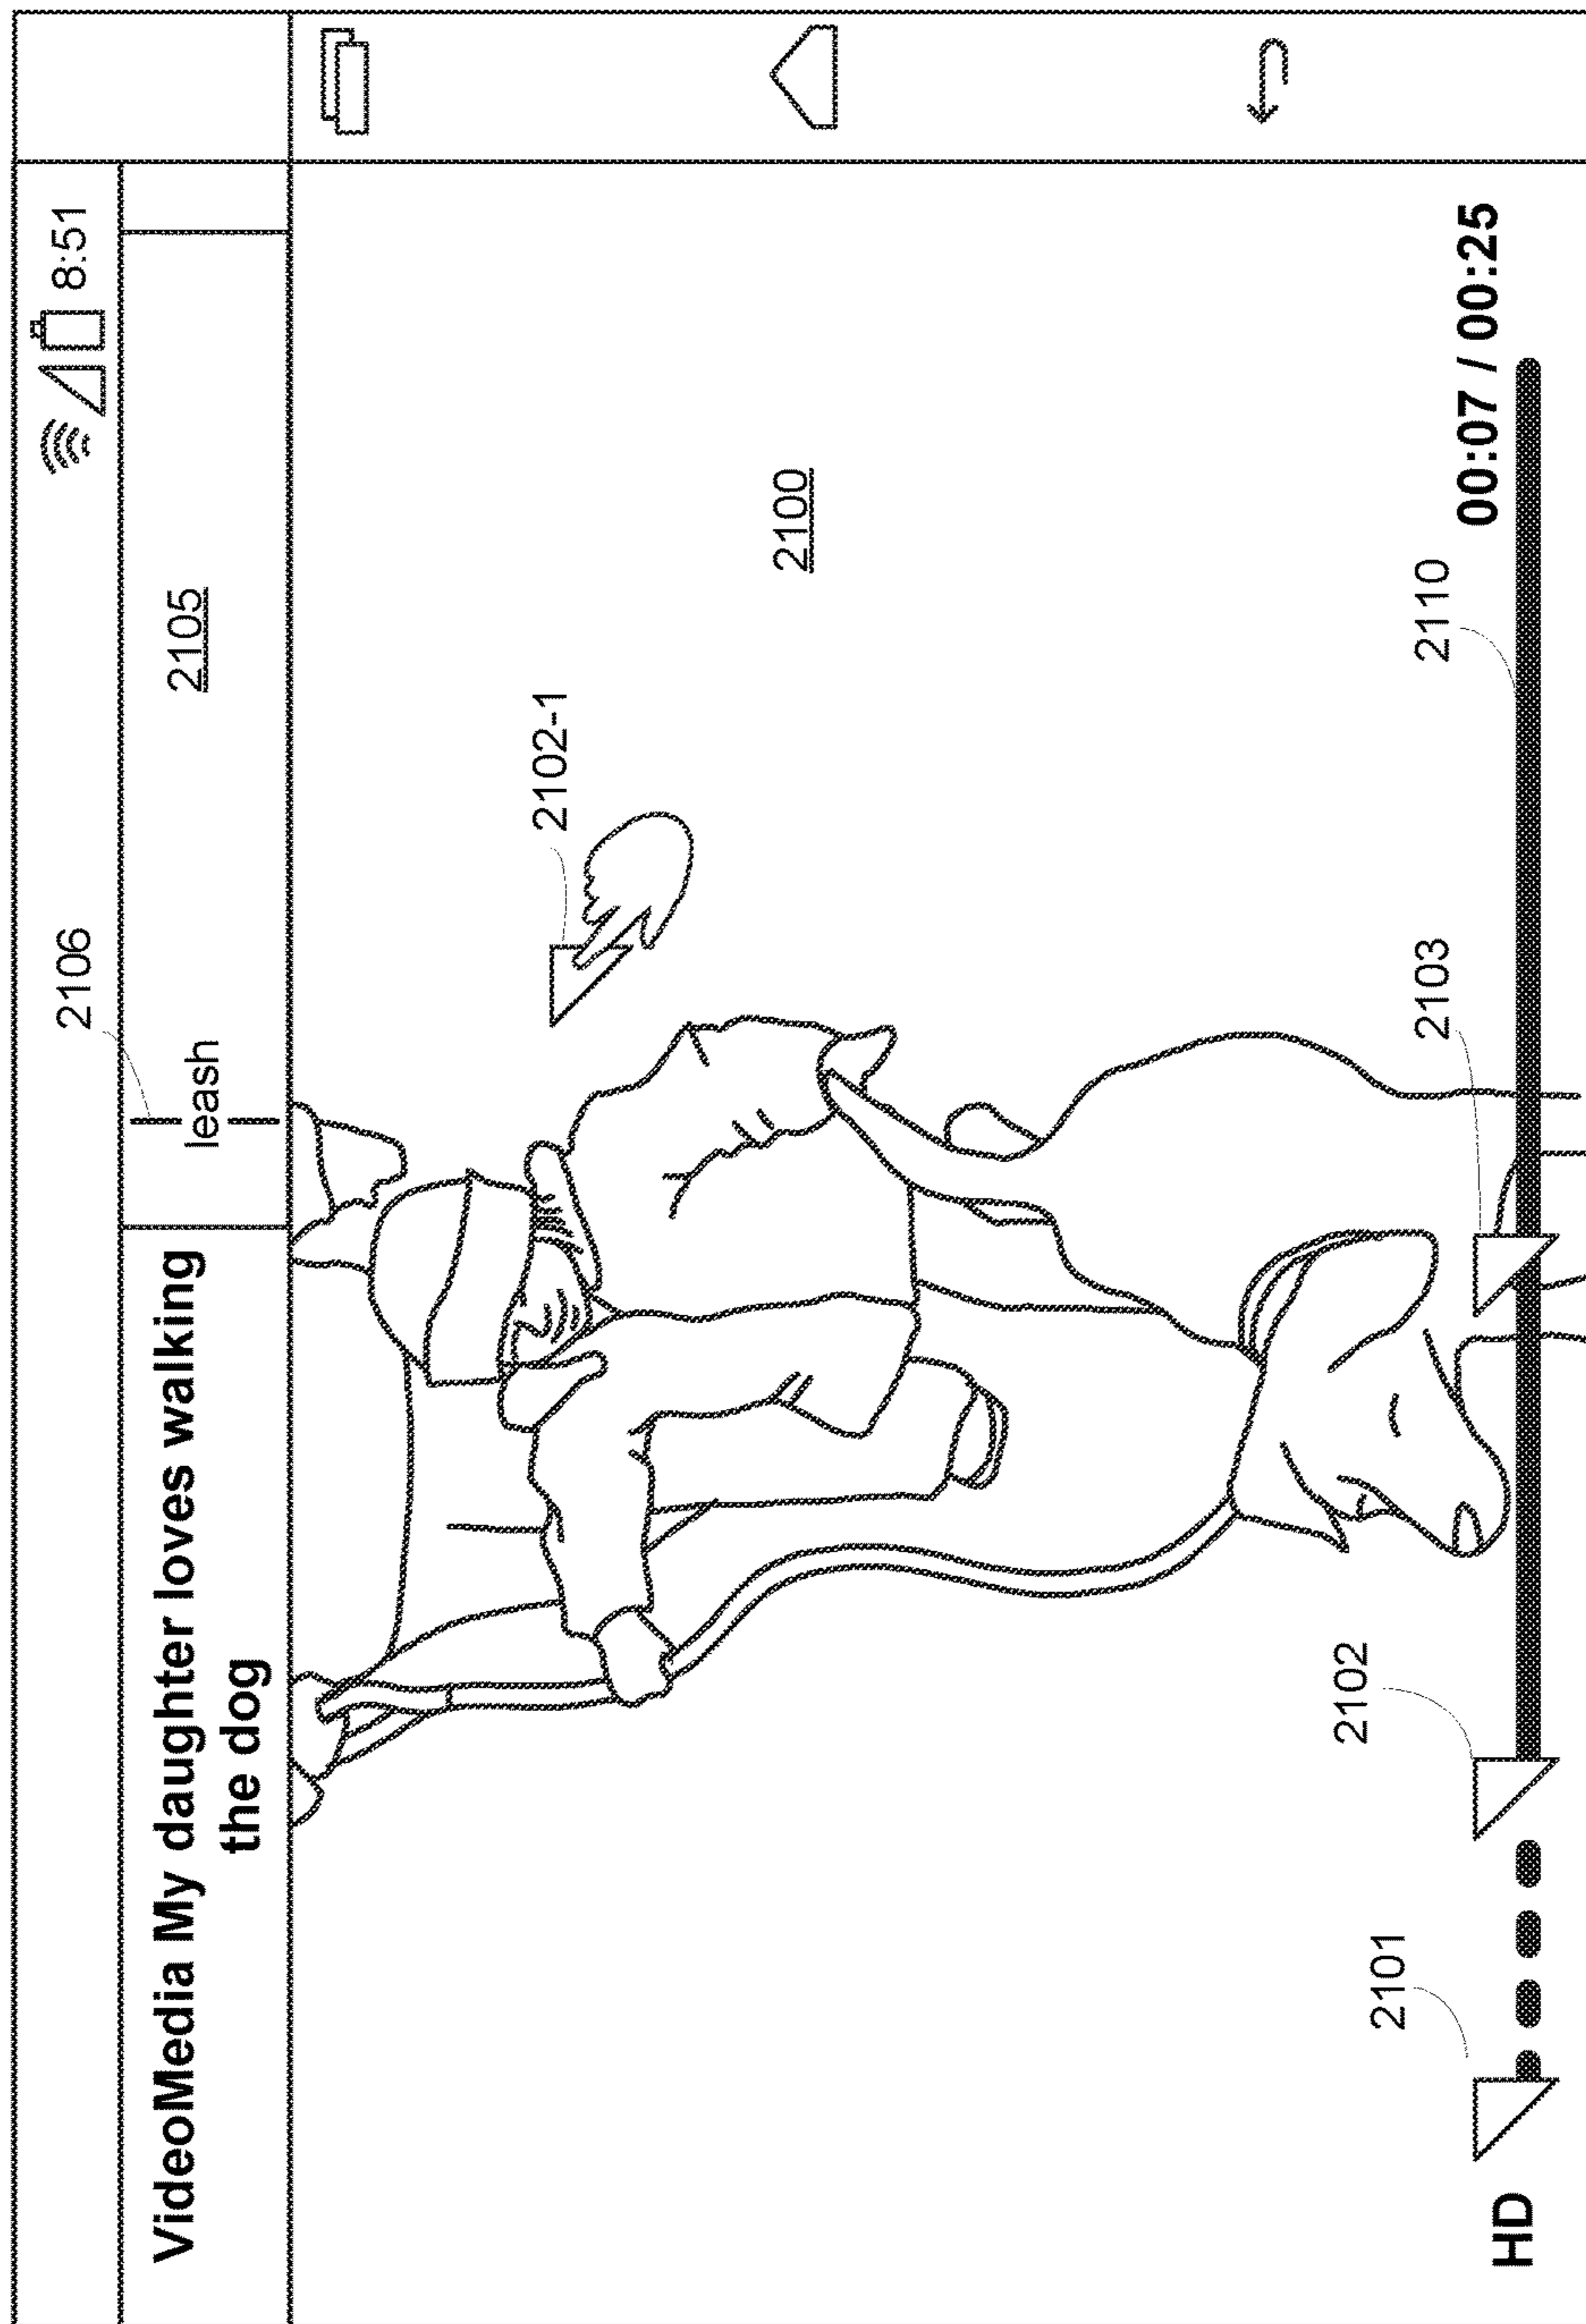 8:51
2106
VideoMedia My daughter loves walking
the dog
leash
2105
2102-1
2100
2101
2102
2103
2110
00:07 / 00:25
HD